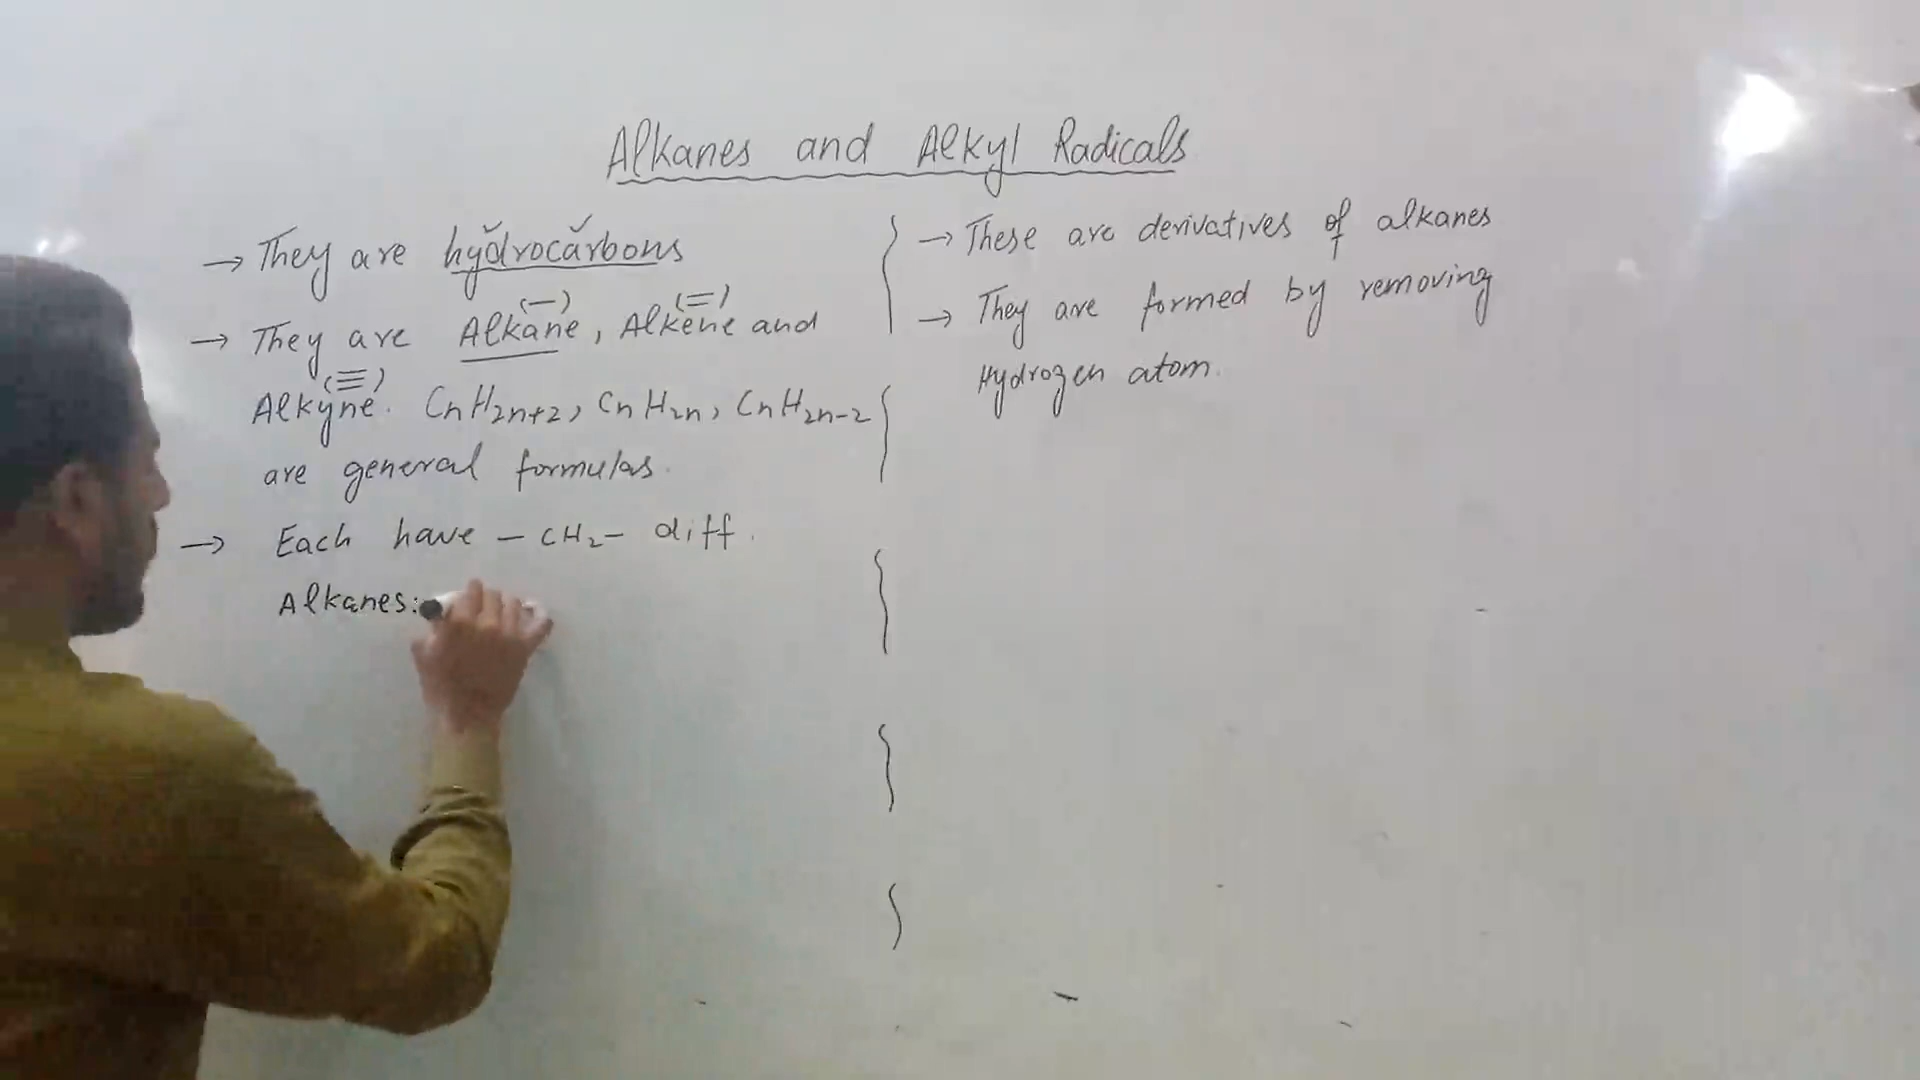 Alkanes and Alkyl Radicals
→ They are hydrocarbons
→ They are Alkane, Alkene and
(—) (=)
Alkyne. CnH2n+2, CnH2n, CnH2n-2
(≡)
are general formulas.
→ Each have - CH2 - diff.
Alkanes:
→ These are derivatives of alkanes
→ They are formed by removing
Hydrogen atom.